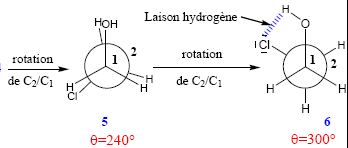 Laison hydrogène
H
O
HOH
Cl
rotation
de C₂/C₁
1
2
H
H
H
Cl
rotation
de C₂/C₁
H
1
2
H
H
H
5
6
θ=240°
θ=300°